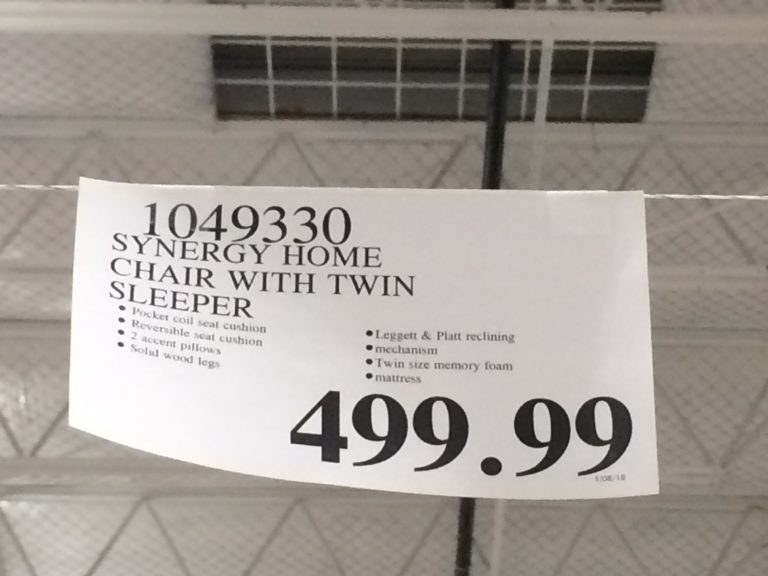 1049330
SYNERGY HOME
CHAIR WITH TWIN
SLEEPER
• Pocket coil seat cushion
• Reversible seat cushion
• 2 accent pillows
• Solid wood legs
• Leggett & Platt reclining
• mechanism
• Twin size memory foam
• mattress
499.99
1/08/18